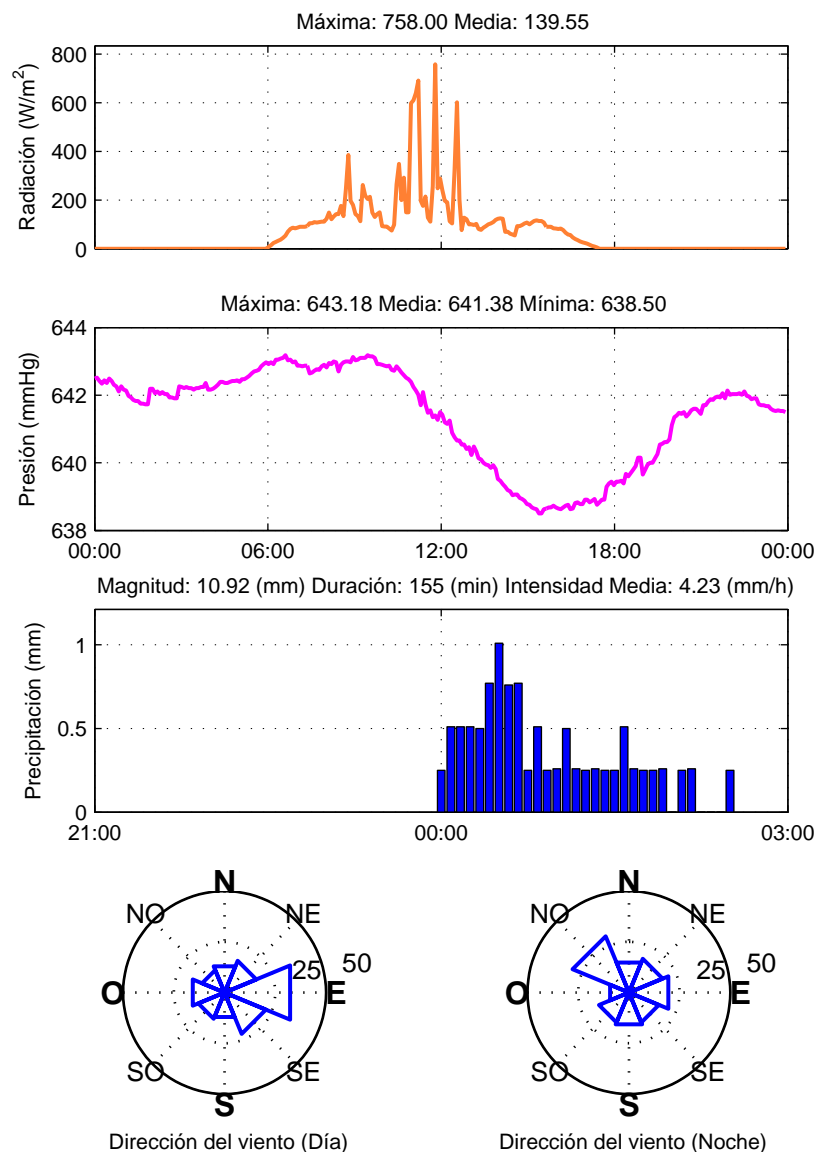 Máxima: 758.00 Media: 139.55
800
600
400
200
0
Radiación (W/m²)
Máxima: 643.18 Media: 641.38 Mínima: 638.50
644
642
640
638
Presión (mmHg)
00:00 06:00 12:00 18:00 00:00
Magnitud: 10.92 (mm) Duración: 155 (min) Intensidad Media: 4.23 (mm/h)
1
0.5
0
Precipitación (mm)
21:00 00:00 03:00
N
NO NE
25 50
O E
SO SE
S
Dirección del viento (Día)
N
NO NE
25 50
O E
SO SE
S
Dirección del viento (Noche)